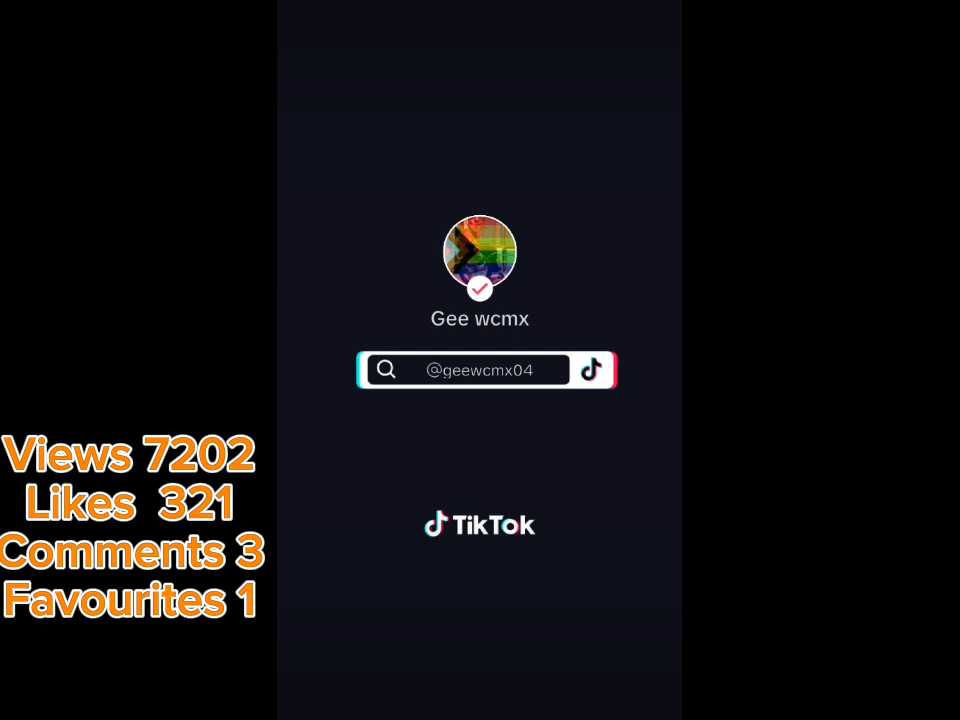 Gee wcmx
@geewcmx04
TikTok
Views 7202
Likes 321
Comments 3
Favourites 1